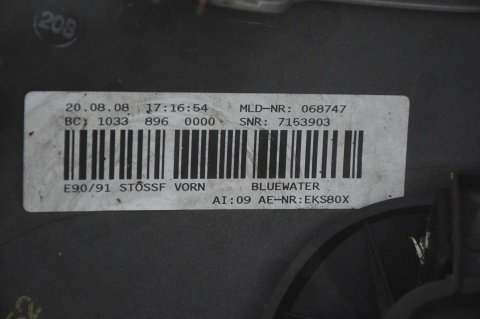 208
20.08.08 17:16:54 MLD-NR: 068747
BC: 1033 896 0000 SNR: 7153903
E90/91 STOSSF VORN BLUEWATER
AI:09 AE-NR:EKS80X